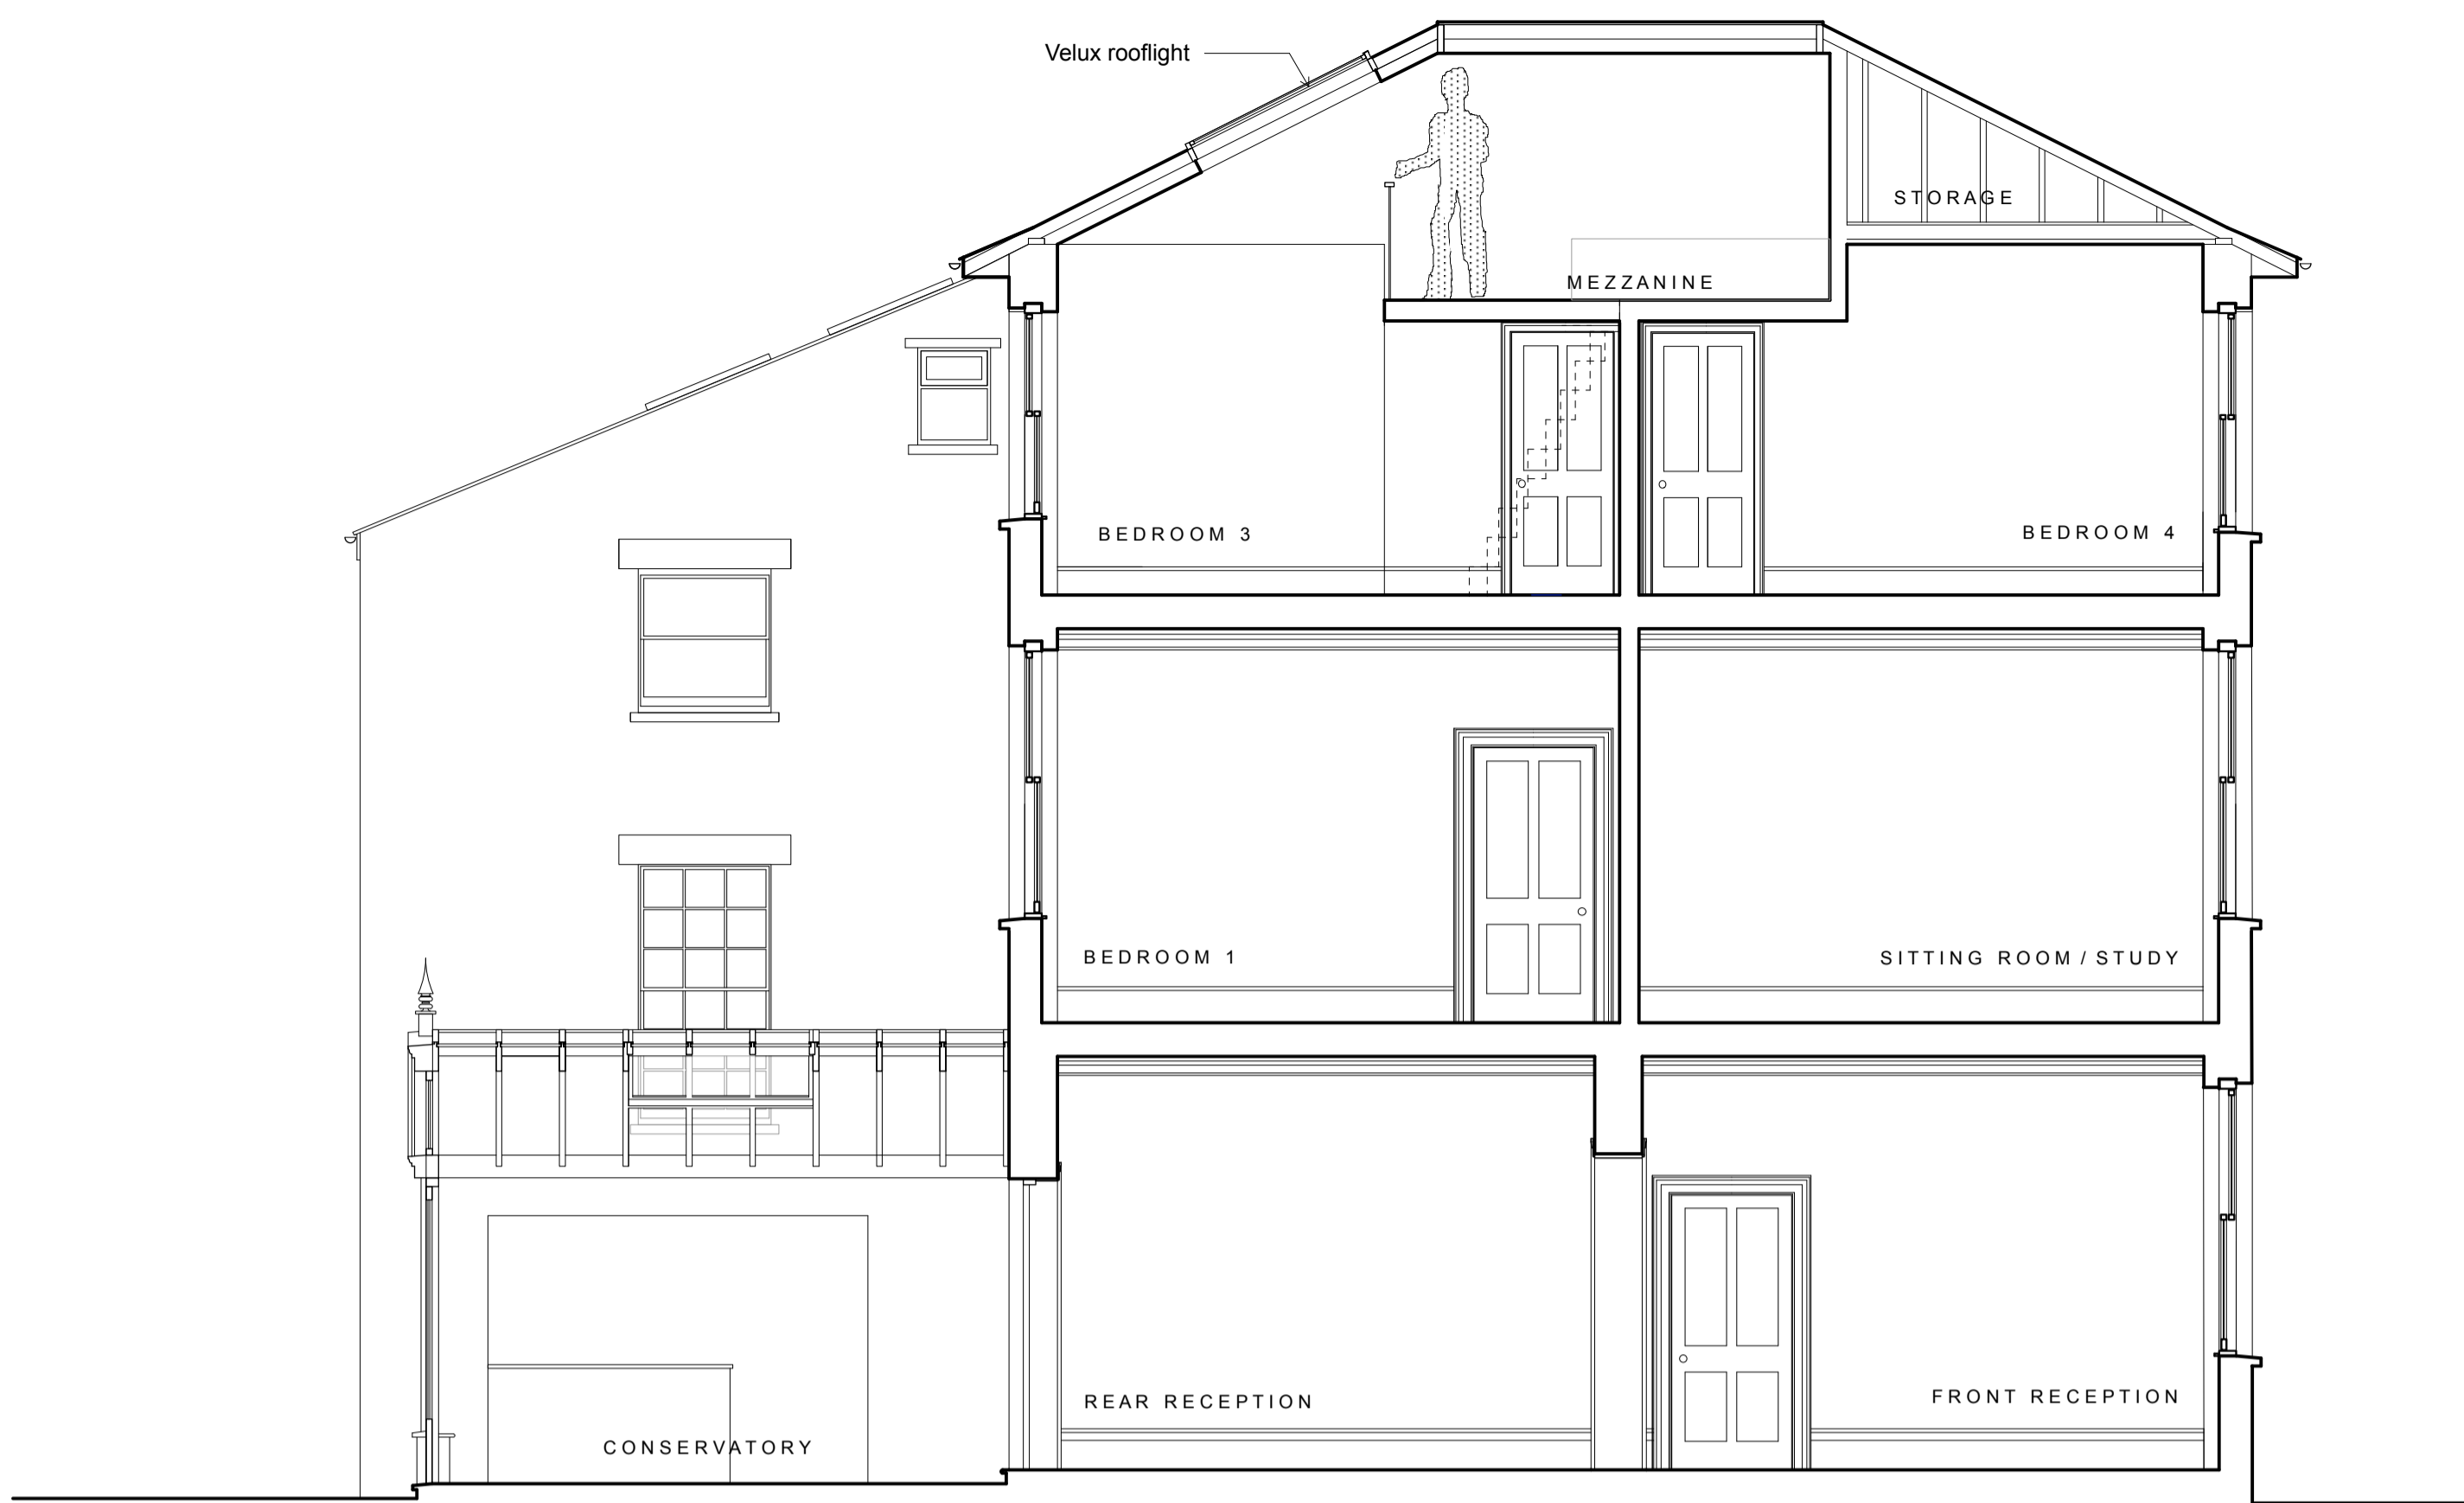 Velux rooflight
STORAGE
MEZZANINE
BEDROOM 3
BEDROOM 4
BEDROOM 1
SITTING ROOM / STUDY
REAR RECEPTION
FRONT RECEPTION
CONSERVATORY